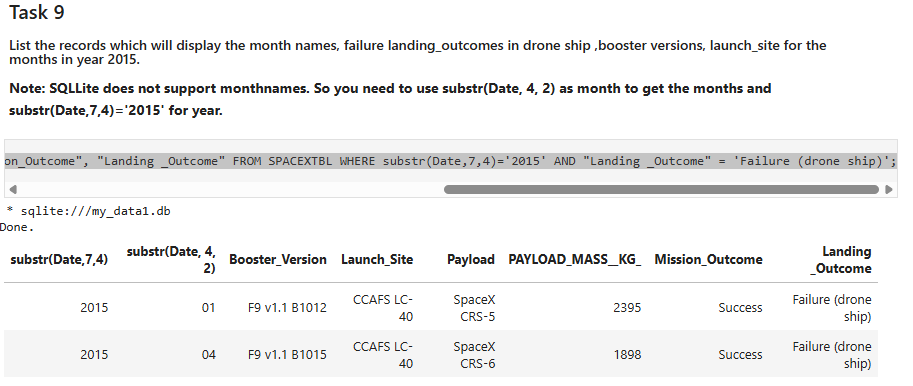 Task 9
List the records which will display the month names, failure landing_outcomes in drone ship ,booster versions, launch_site for the
months in year 2015.
Note: SQLLite does not support monthnames. So you need to use substr(Date, 4, 2) as month to get the months and
substr(Date,7,4)='2015' for year.
on_Outcome", "Landing _Outcome" FROM SPACEXTBL WHERE substr(Date,7,4)='2015' AND "Landing _Outcome" = 'Failure (drone ship)';
* sqlite:///my_data1.db
Done.
substr(Date,7,4) substr(Date, 4, Booster_Version Launch_Site Payload PAYLOAD_MASS__KG_ Mission_Outcome Landing
2) _Outcome
2015 01 F9 v1.1 B1012 CCAFS LC- SpaceX 2395 Success Failure (drone
40 CRS-5 ship)
2015 04 F9 v1.1 B1015 CCAFS LC- SpaceX 1898 Success Failure (drone
40 CRS-6 ship)